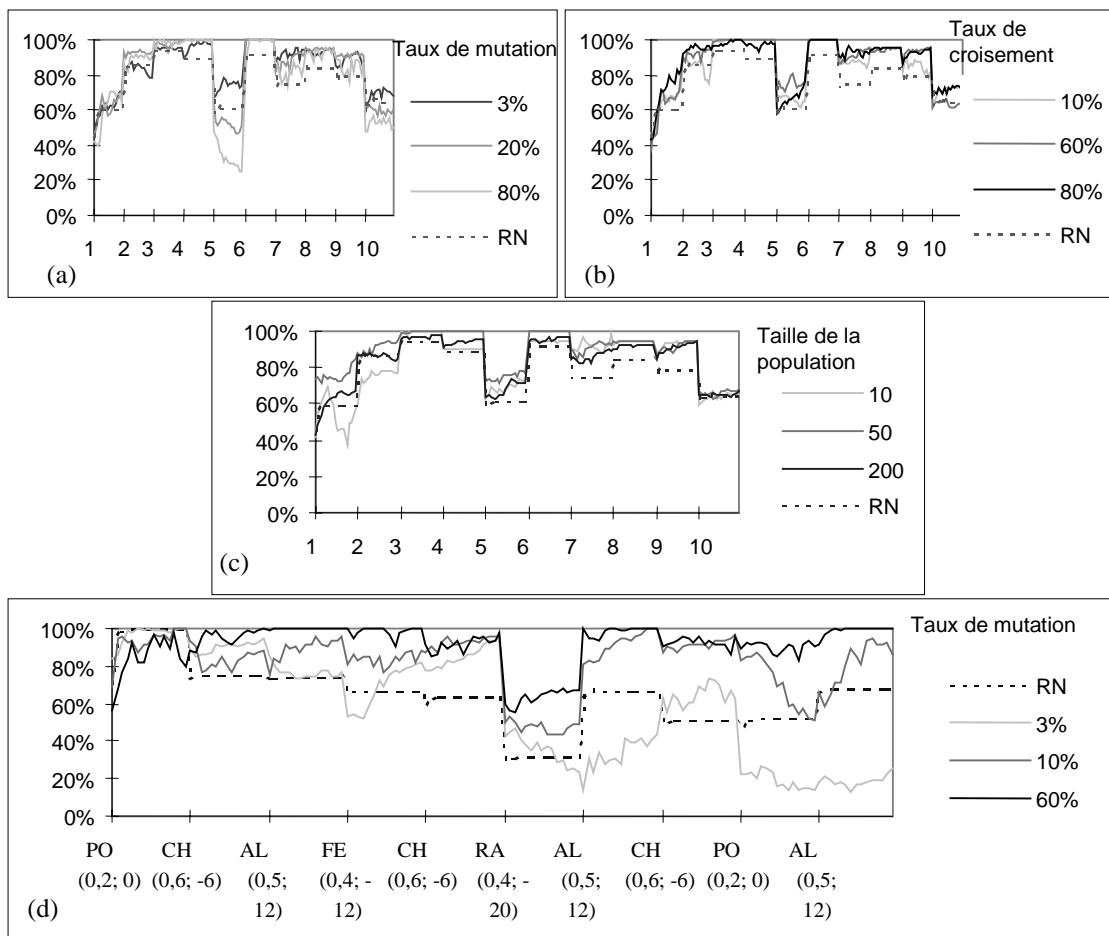 100%
80%
60%
40%
20%
0%
1 2 3 4 5 6 7 8 9 10
Taux de mutation
3%
20%
80%
RN
(a)
100%
80%
60%
40%
20%
0%
1 2 3 4 5 6 7 8 9 10
Taux de
croisement
10%
60%
80%
RN
(b)
100%
80%
60%
40%
20%
0%
1 2 3 4 5 6 7 8 9 10
Taille de la
population
10
50
200
RN
(c)
100%
80%
60%
40%
20%
0%
PO CH AL FE CH RA AL CH PO AL
(0,2; 0) (0,6; -6) (0,5; (0,4; - (0,6; -6) (0,4; - (0,5; (0,6; -6) (0,2; 0) (0,5;
12) 12) 20) 12) 12)
Taux de mutation
RN
3%
10%
60%
(d)